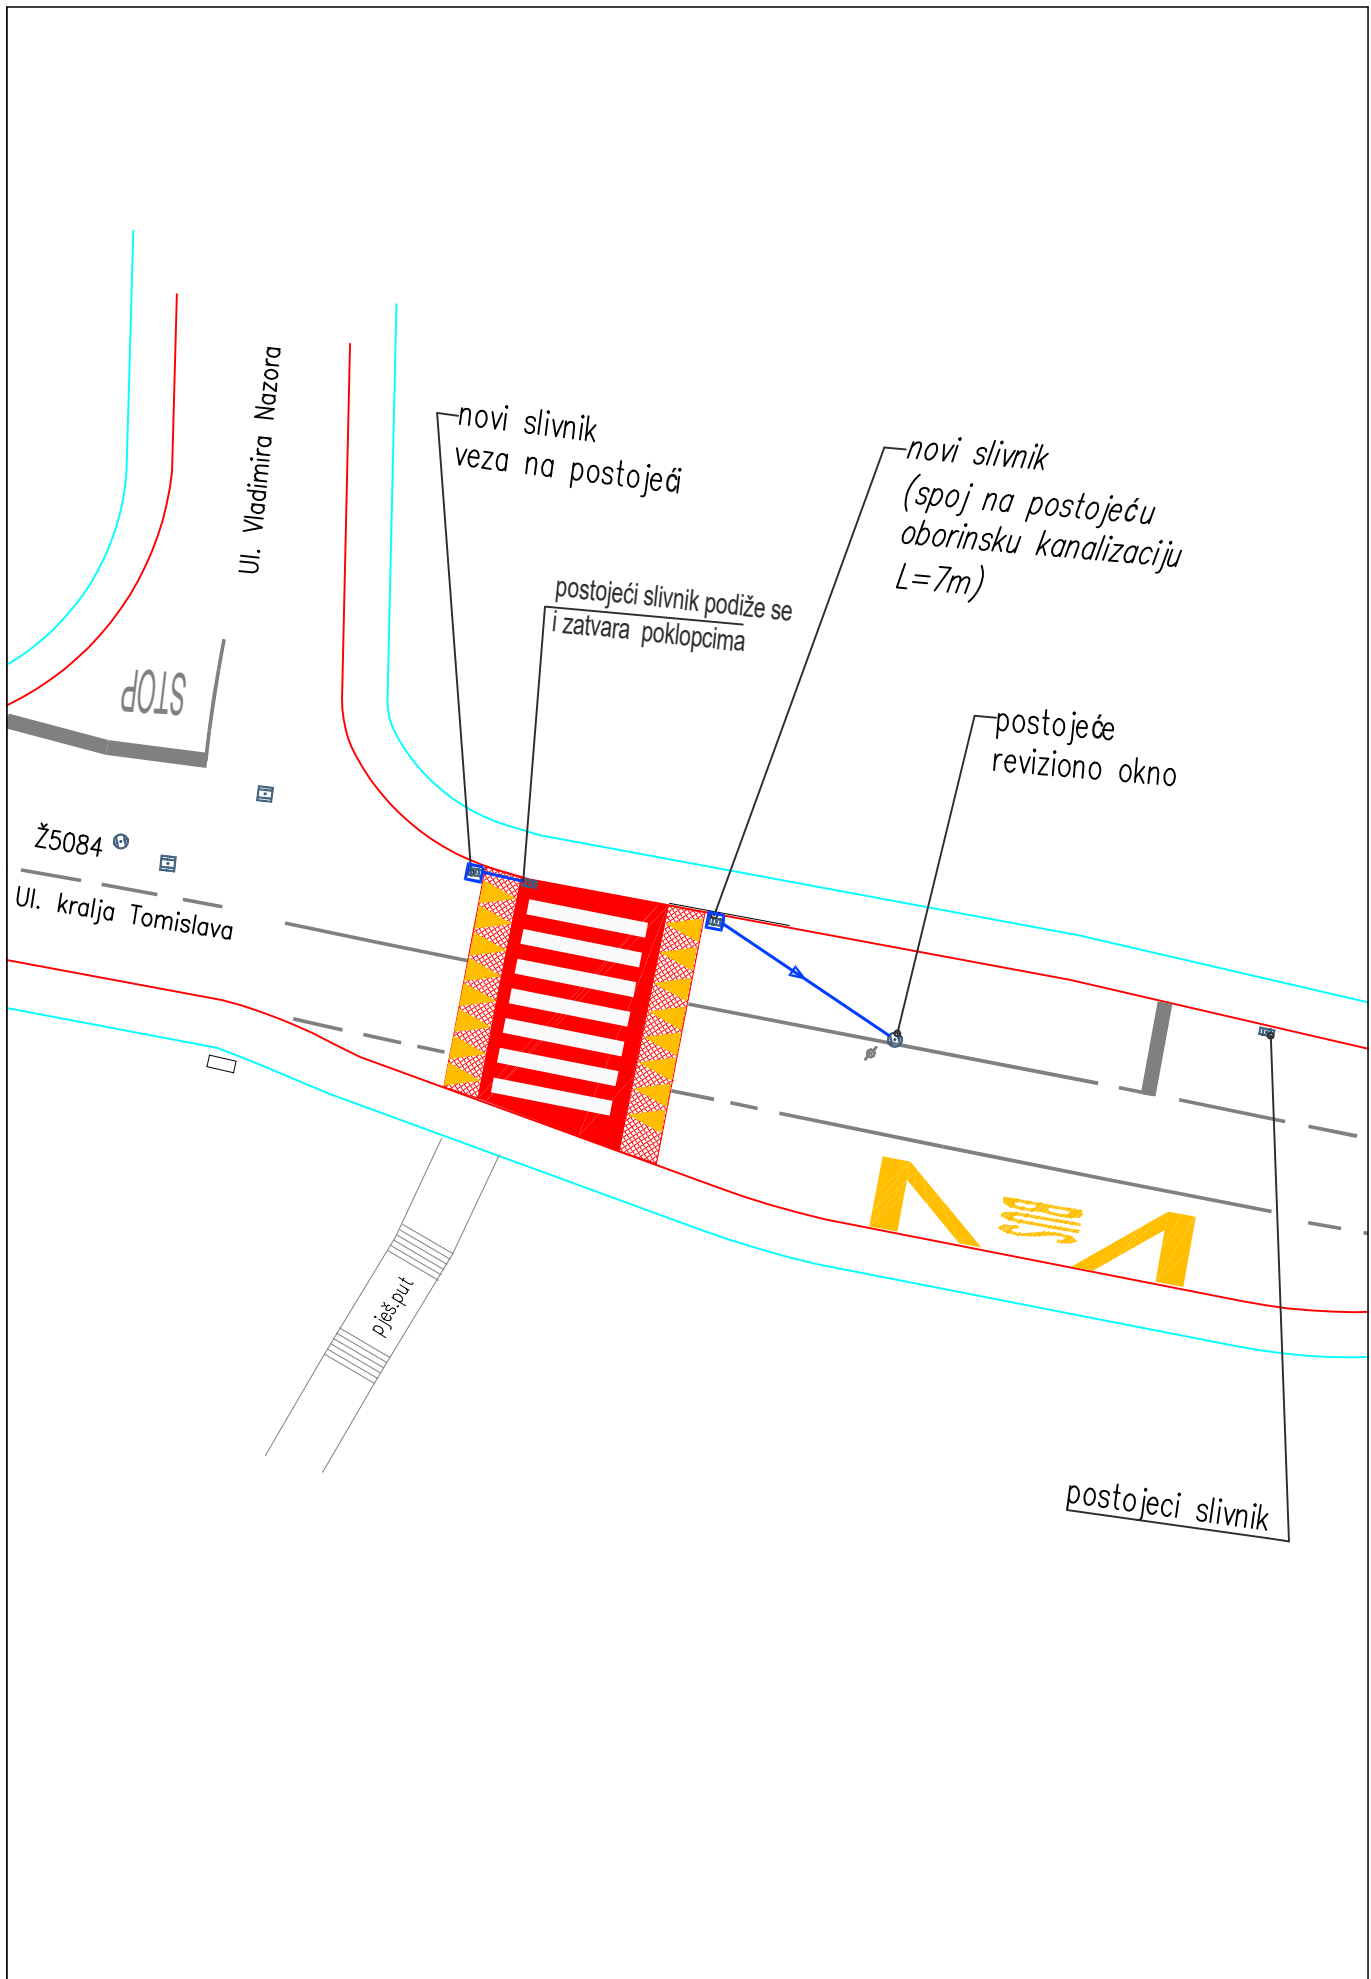 Ul. Vladimira Nazora
novi slivnik
veza na postojeći
novi slivnik
(spoj na postojeću
oborinsku kanalizaciju
L=7m)
postojeći slivnik podiže se
i zatvara poklopcima
STOP
postojeće
reviziono okno
Ž5084
Ul. kralja Tomislava
BUS
pješ.put
postojeci slivnik